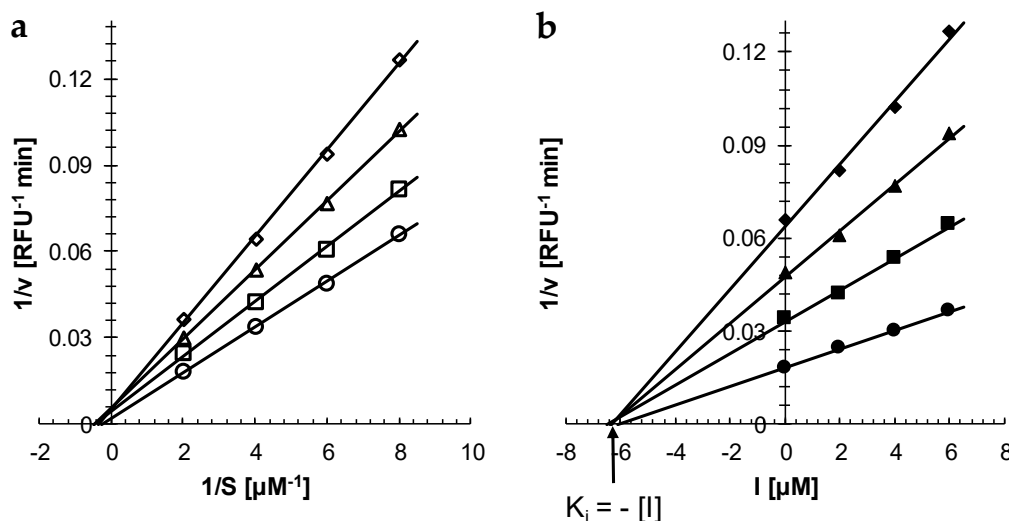 a
1/v [RFU⁻¹ min]
0.12
0.09
0.06
0.03
0
-2 0 2 4 6 8 10
1/S [µM⁻¹]
b
1/v [RFU⁻¹ min]
0.12
0.09
0.06
0.03
0
-8 -6 -4 -2 0 2 4 6 8
I [µM]
Kᵢ = - [I]